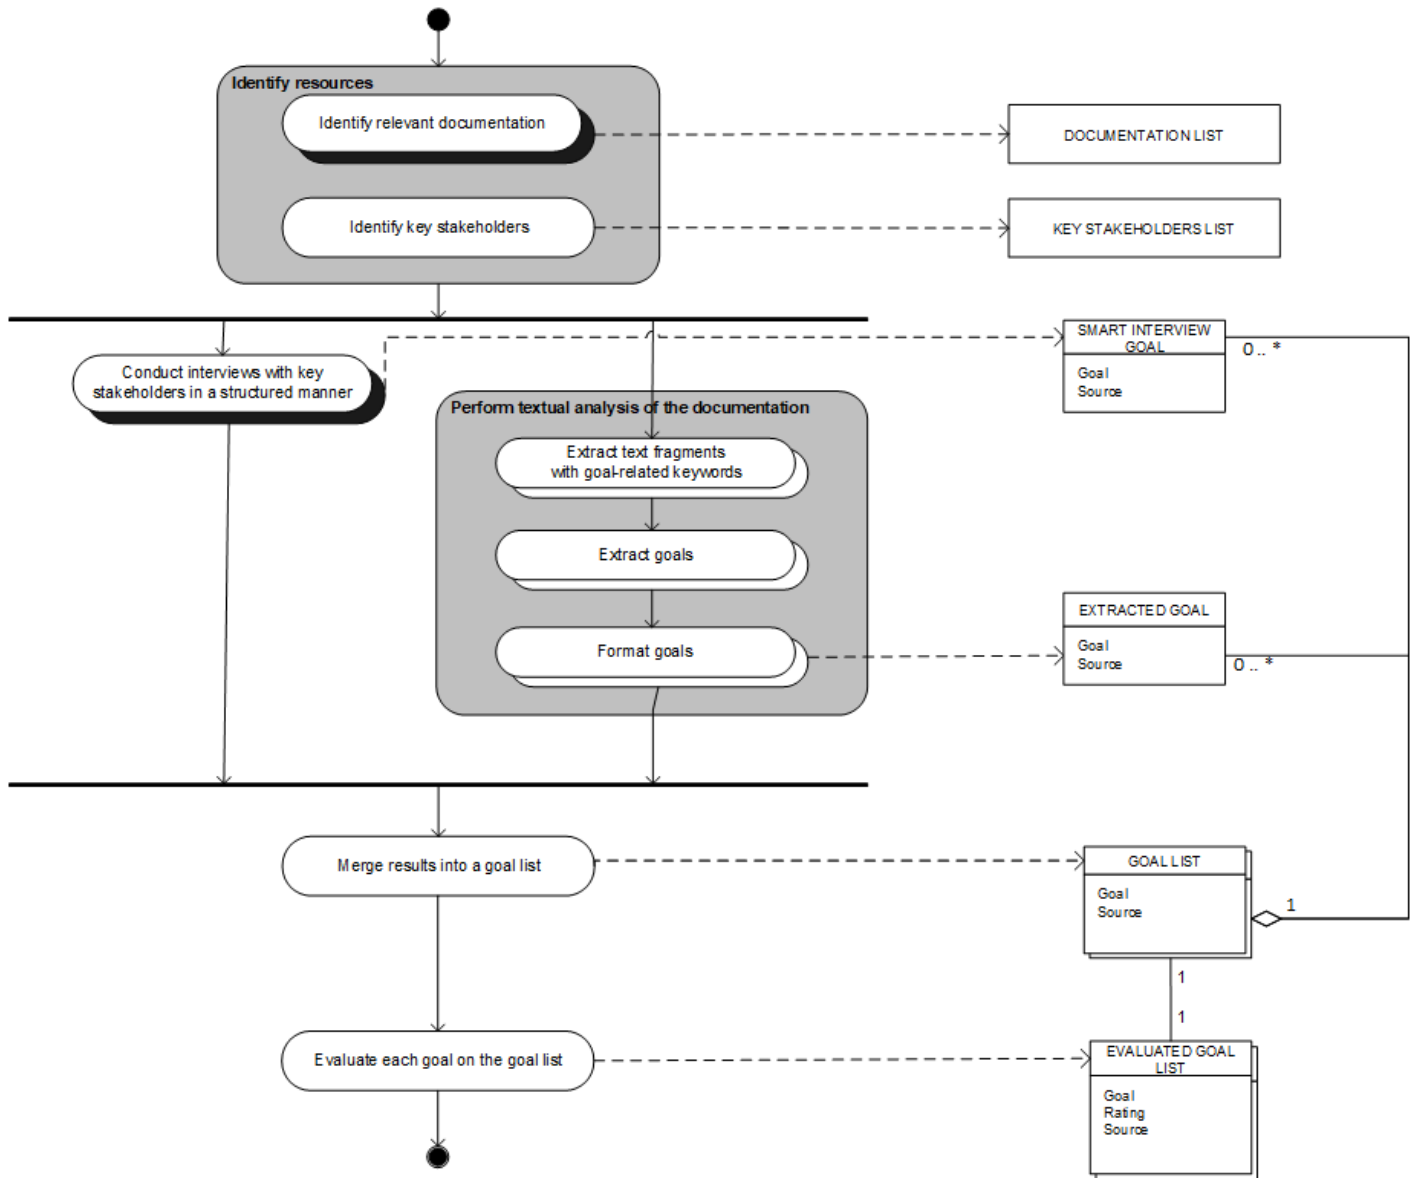 Identify resources
Identify relevant documentation
DOCUMENTATION LIST
Identify key stakeholders
KEY STAKEHOLDERS LIST
SMART INTERVIEW
GOAL
0 .. *
Goal
Source
Conduct interviews with key
stakeholders in a structured manner
Perform textual analysis of the documentation
Extract text fragments
with goal-related keywords
Extract goals
Format goals
EXTRACTED GOAL
Goal
Source
0 .. *
Merge results into a goal list
GOAL LIST
Goal
Source
1
1
1
Evaluate each goal on the goal list
EVALUATED GOAL
LIST
Goal
Rating
Source